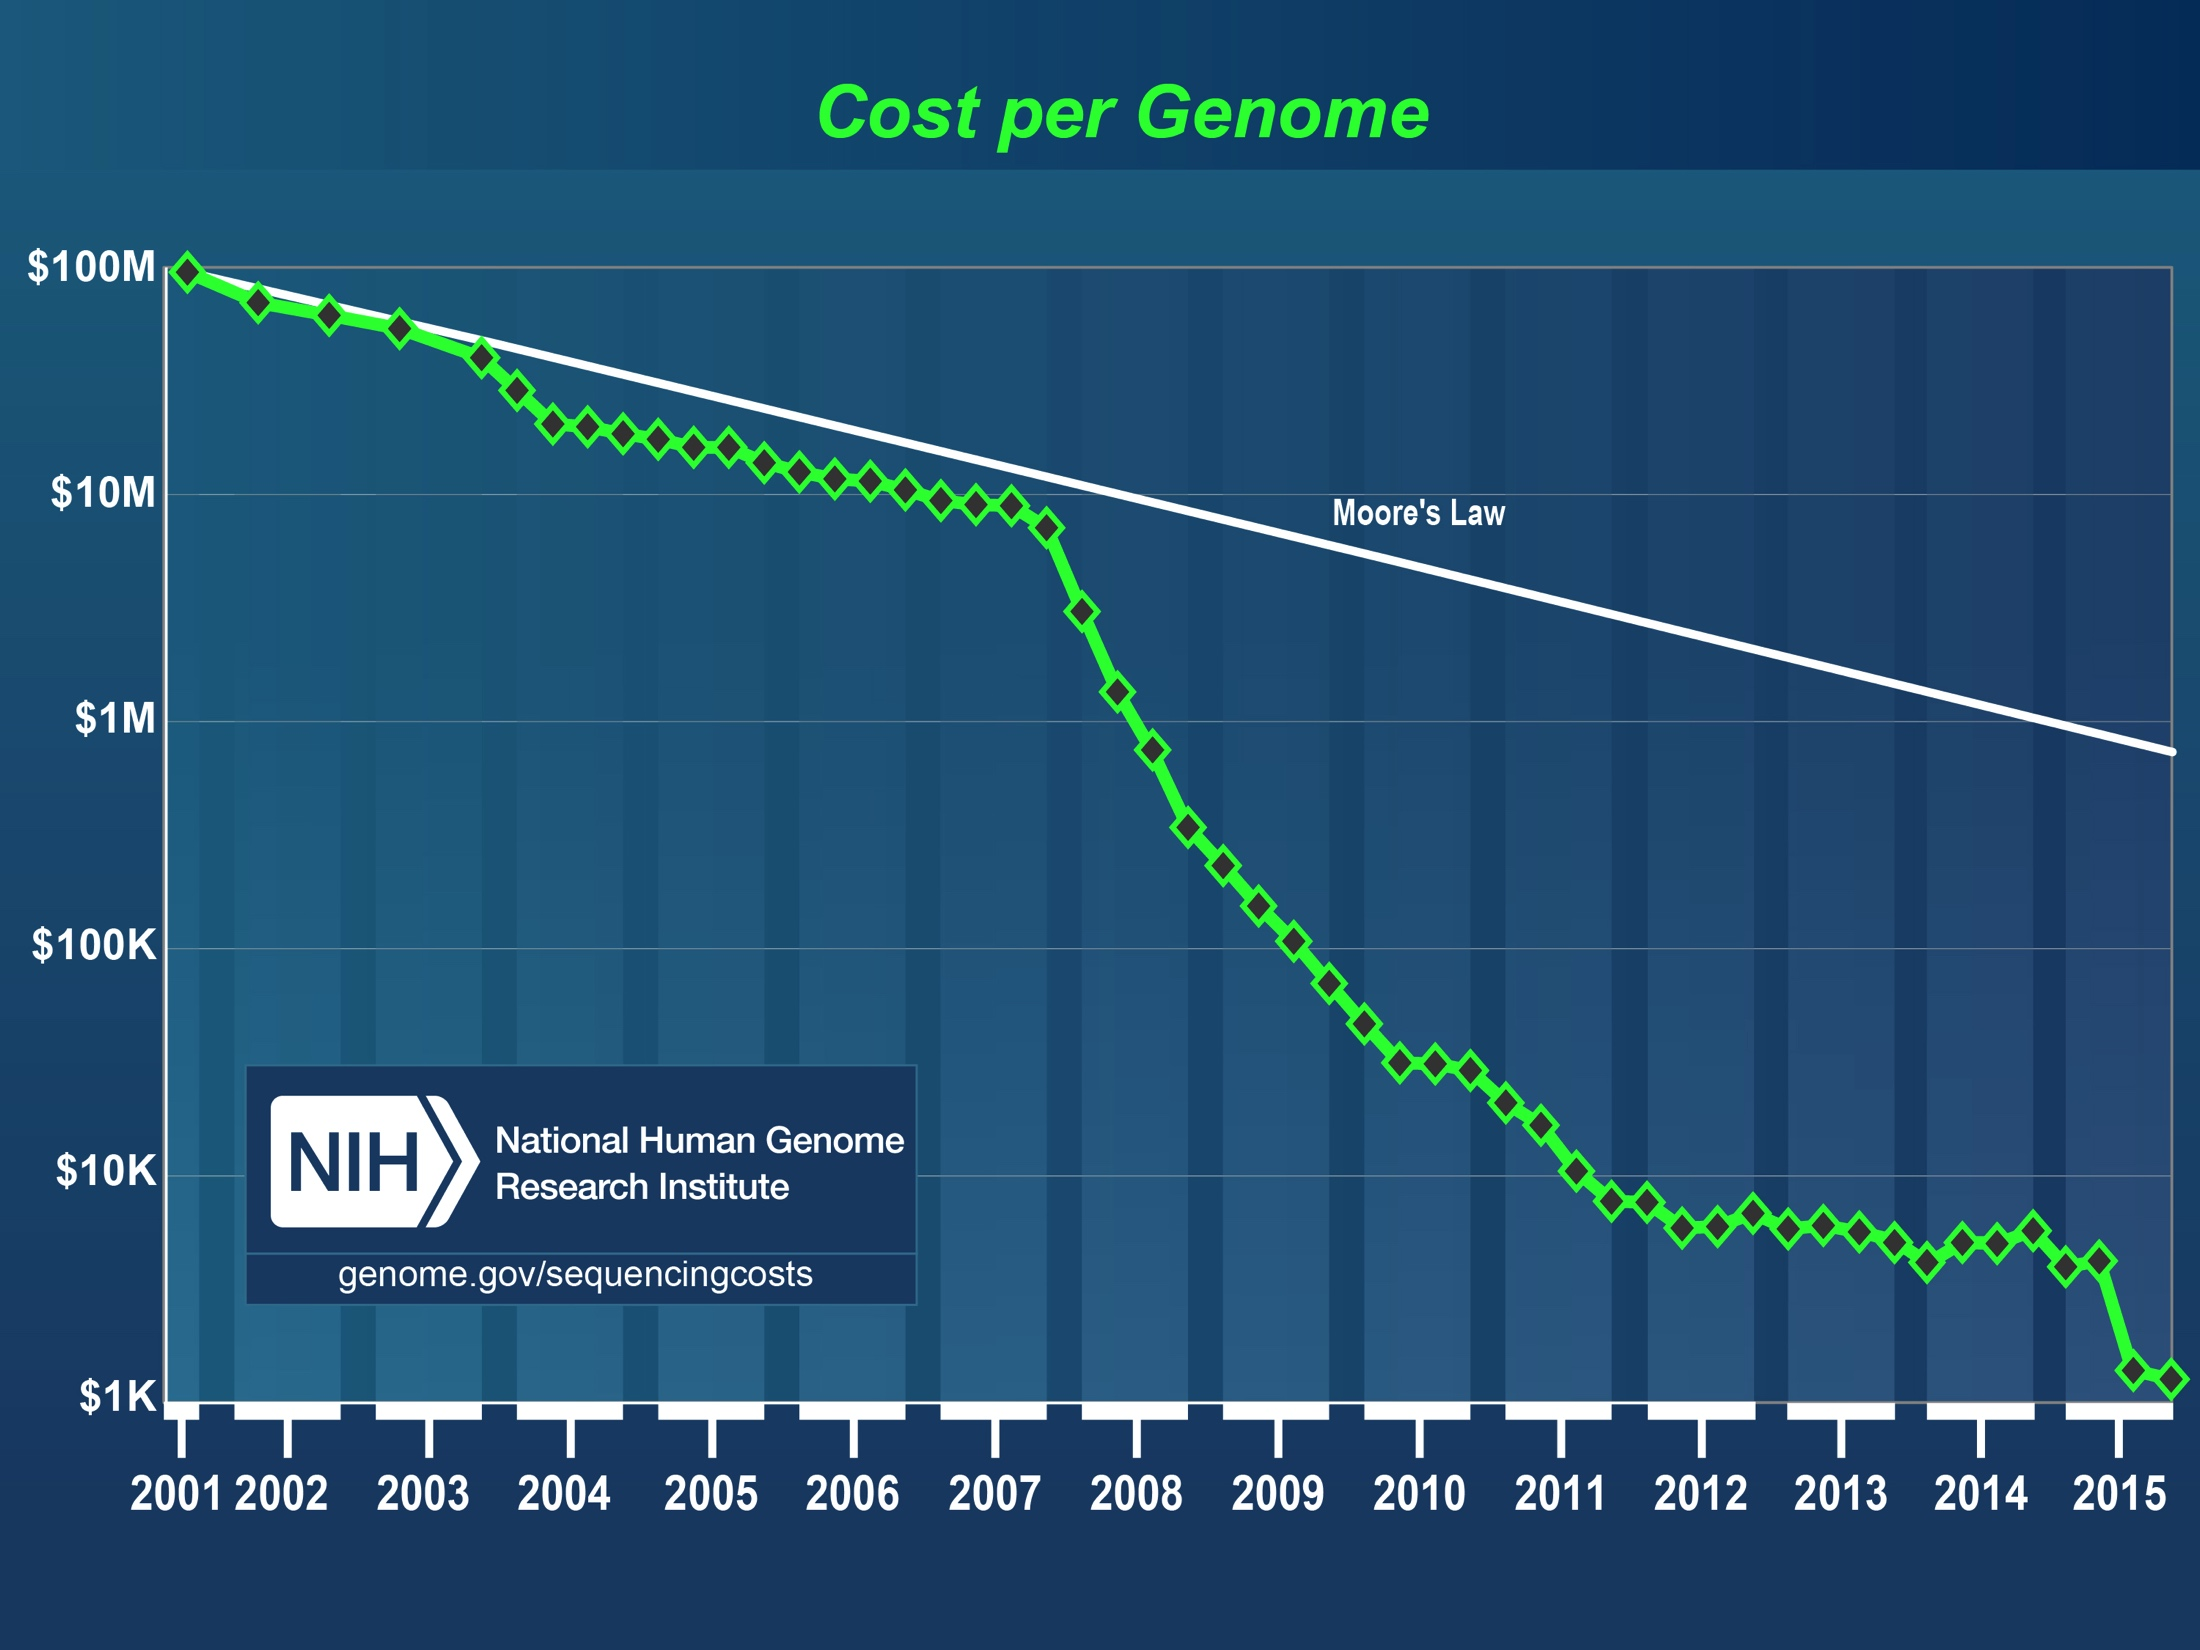 Cost per Genome
$100M
$10M
$1M
$100K
$10K
$1K
Moore's Law
NIH
National Human Genome
Research Institute
genome.gov/sequencingcosts
2001 2002 2003 2004 2005 2006 2007 2008 2009 2010 2011 2012 2013 2014 2015